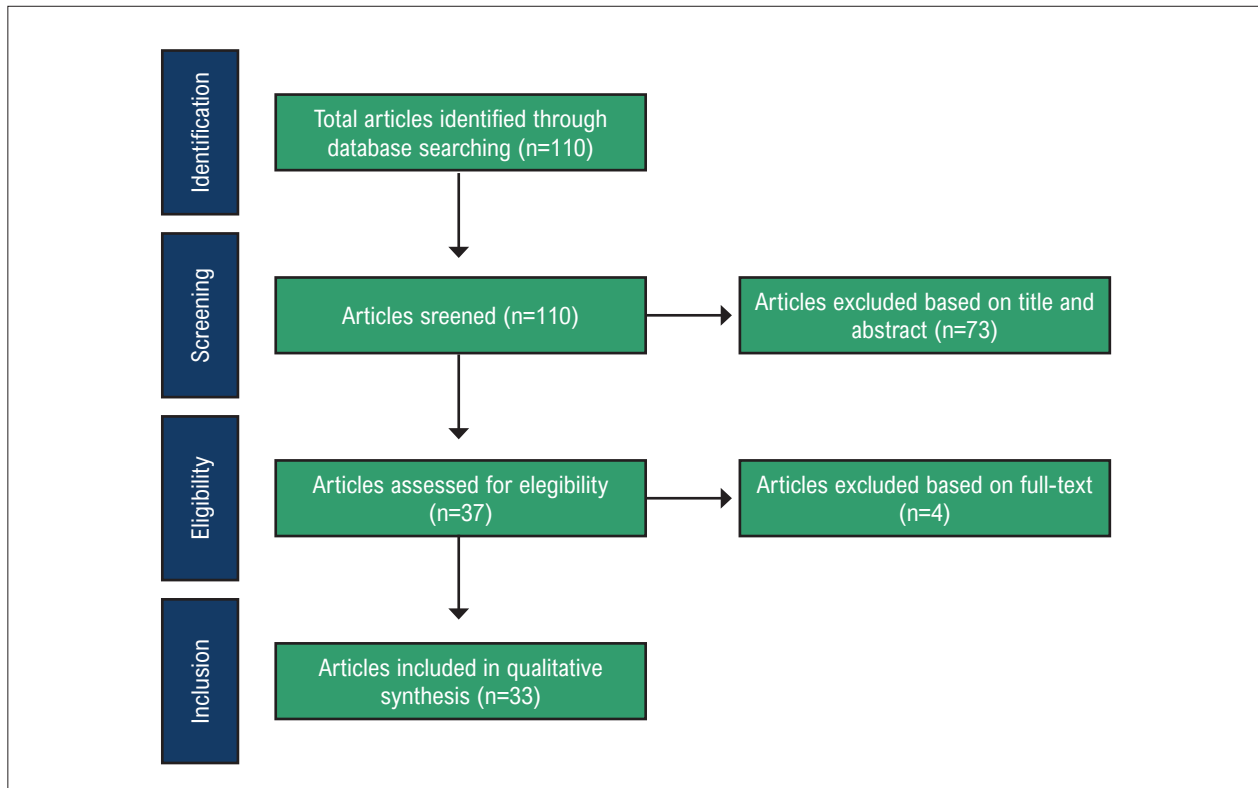 Identification
Total articles identified through
database searching (n=110)
Screening
Articles sreened (n=110)
Articles excluded based on title and
abstract (n=73)
Eligibility
Articles assessed for elegibility
(n=37)
Articles excluded based on full-text
(n=4)
Inclusion
Articles included in qualitative
synthesis (n=33)